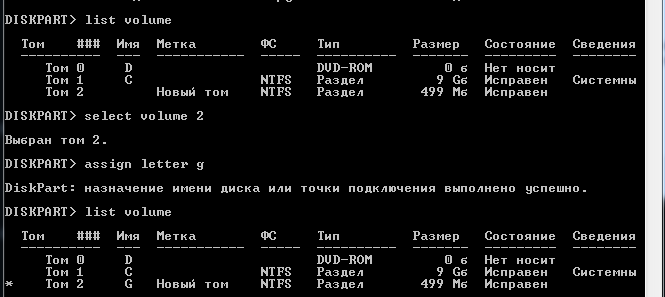 DISKPART> list volume
Том ### Имя Метка ФС Тип Размер Состояние Сведения
Том 0 D DVD-ROM 0 б Нет носит
Том 1 C NTFS Раздел 9 Gб Исправен Системны
Том 2 Новый том NTFS Раздел 499 Mб Исправен
DISKPART> select volume 2
Выбран том 2.
DISKPART> assign letter g
DiskPart: назначение имени диска или точки подключения выполнено успешно.
DISKPART> list volume
Том ### Имя Метка ФС Тип Размер Состояние Сведения
Том 0 D DVD-ROM 0 б Нет носит
Том 1 C NTFS Раздел 9 Gб Исправен Системны
* Том 2 G Новый том NTFS Раздел 499 Mб Исправен